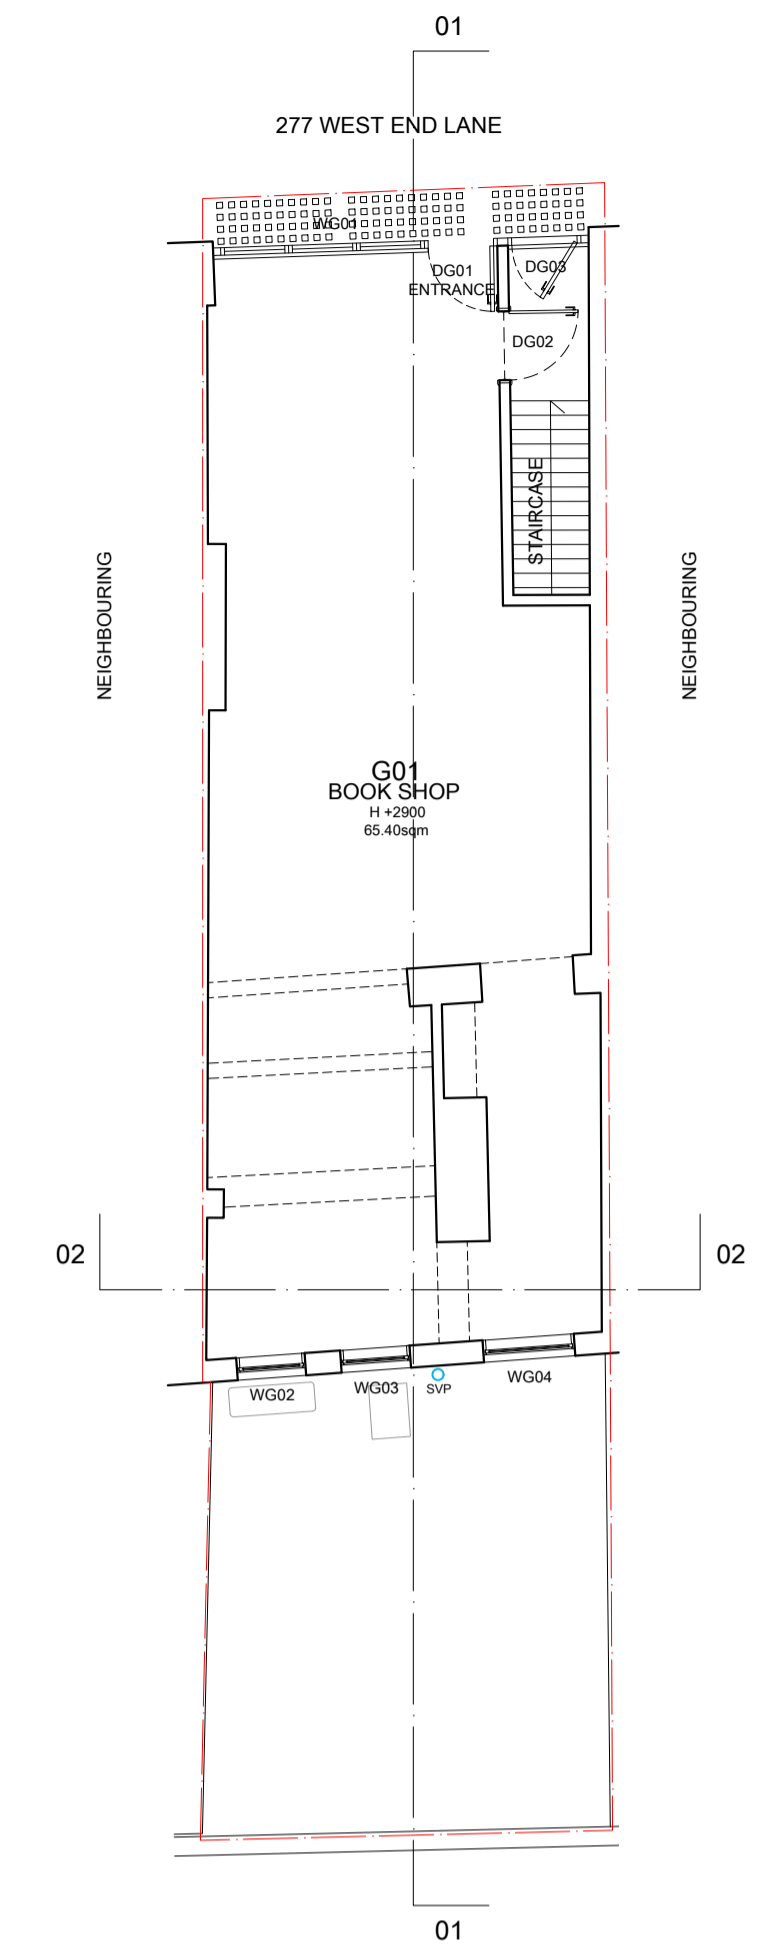 01
277 WEST END LANE
WG01
DG01
ENTRANCE
DG03
DG02
STAIRCASE
NEIGHBOURING
NEIGHBOURING
G01
BOOK SHOP
H +2900
65.40sqm
02
02
WG02
WG03
SVP
WG04
01